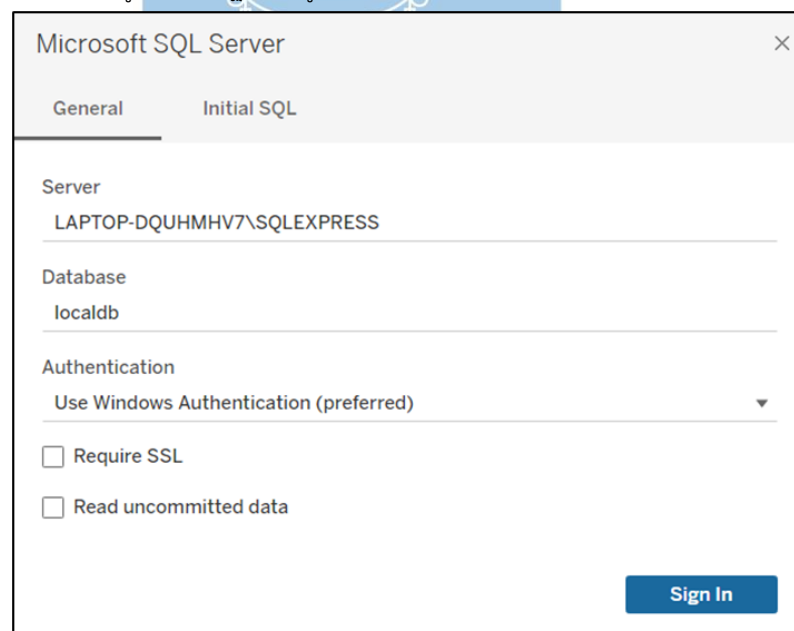 Microsoft SQL Server
General Initial SQL
Server
LAPTOP-DQUHMHV7\SQLEXPRESS
Database
localdb
Authentication
Use Windows Authentication (preferred)
Require SSL
Read uncommitted data
Sign In